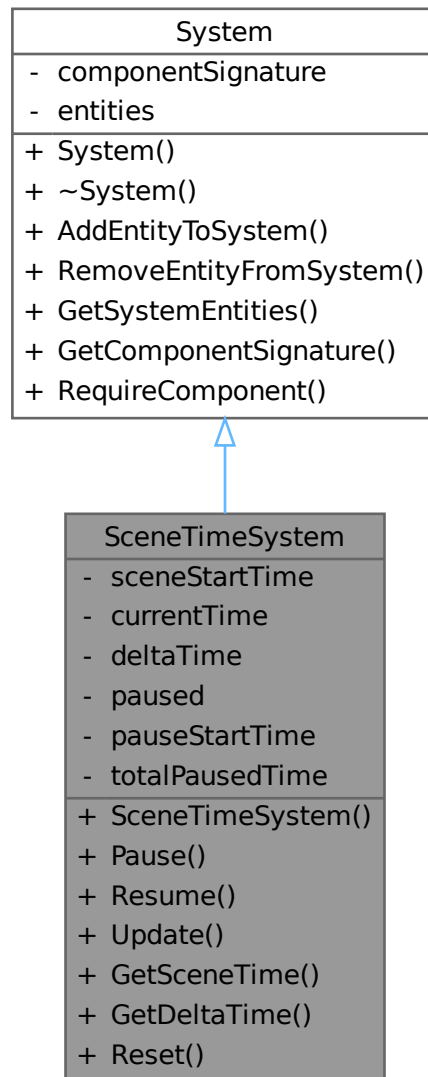 System
- componentSignature
- entities
+ System()
+ ~System()
+ AddEntityToSystem()
+ RemoveEntityFromSystem()
+ GetSystemEntities()
+ GetComponentSignature()
+ RequireComponent()
SceneTimeSystem
- sceneStartTime
- currentTime
- deltaTime
- paused
- pauseStartTime
- totalPausedTime
+ SceneTimeSystem()
+ Pause()
+ Resume()
+ Update()
+ GetSceneTime()
+ GetDeltaTime()
+ Reset()